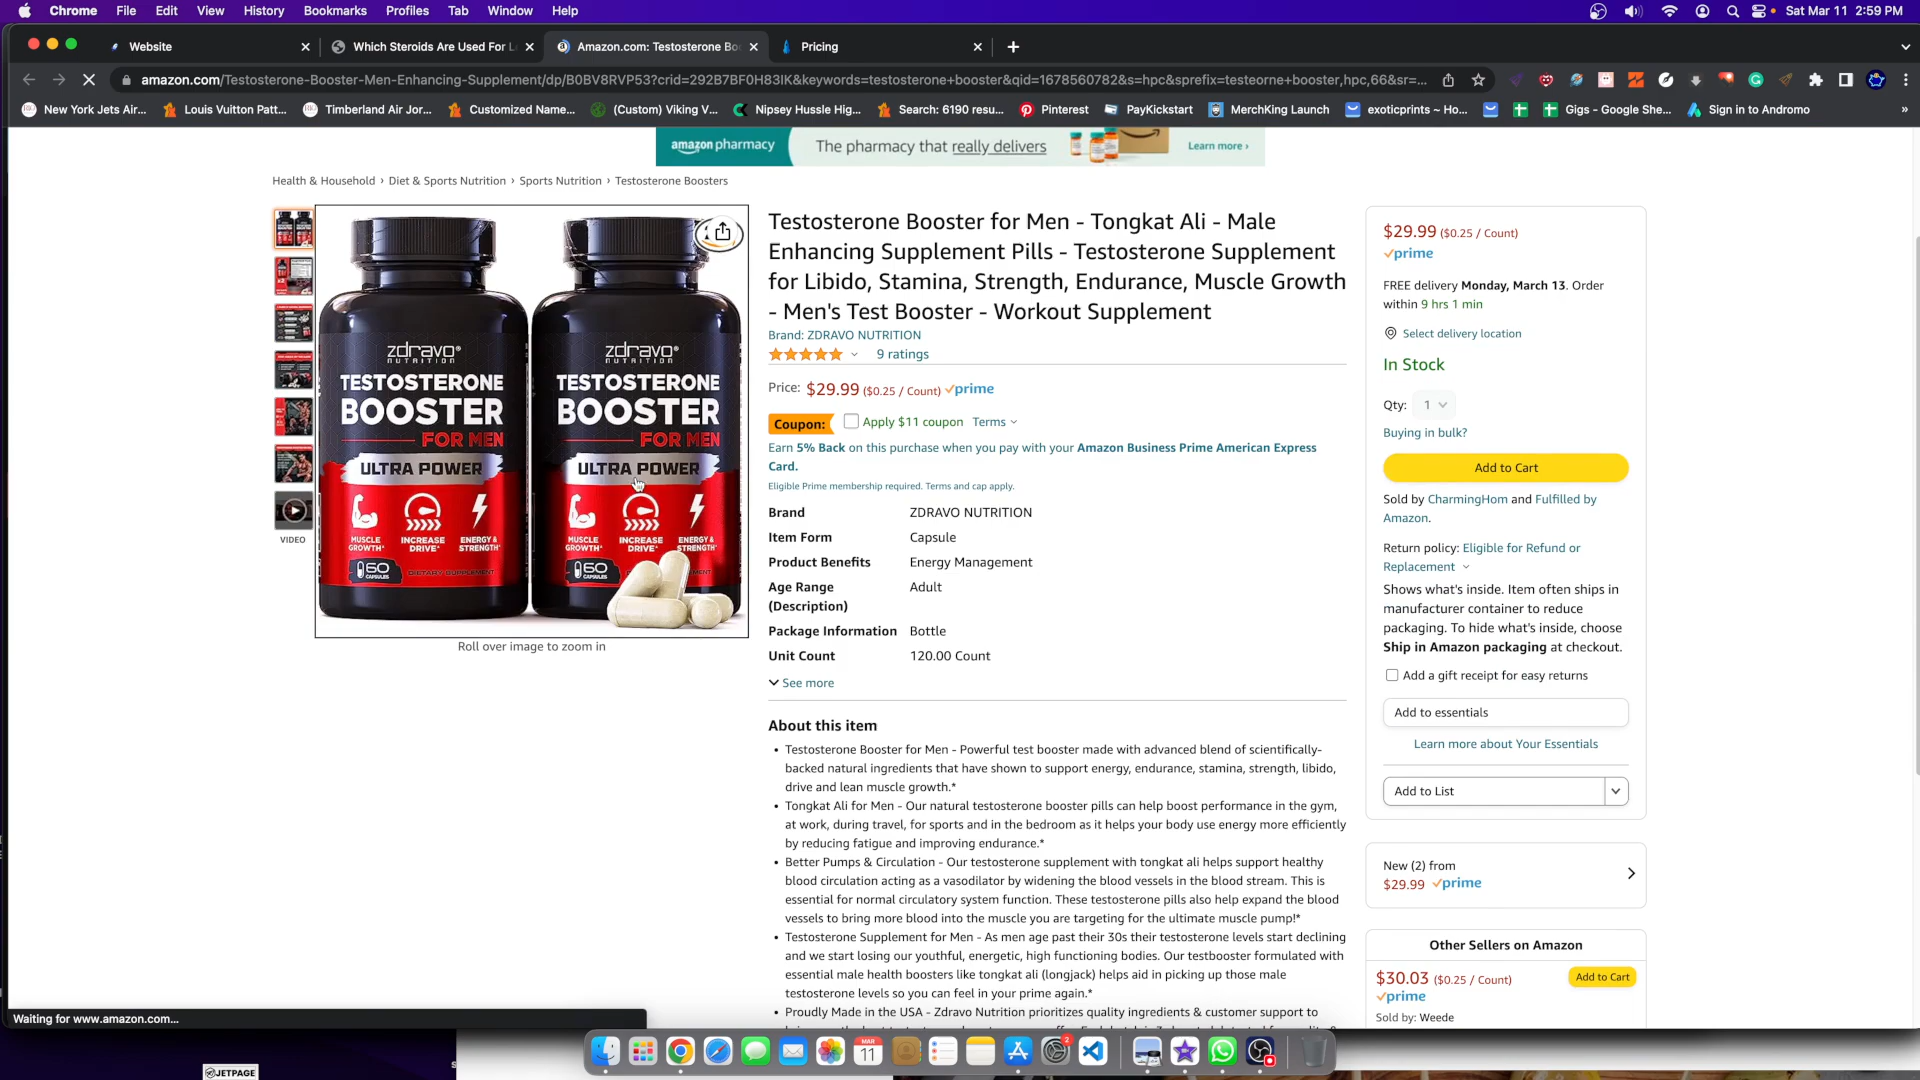 Chrome File Edit View History Bookmarks Profiles Tab Window Help
Sat Mar 11 2:59 PM
Website
Which Steroids Are Used For L
Amazon.com: Testosterone Bo
Pricing
amazon.com/Testosterone-Booster-Men-Enhancing-Supplement/dp/B0BV8RVP53?crid=292B7BF0H83IK&keywords=testosterone+booster&qid=1678560782&s=hpc&sprefix=testeorne+booster,hpc,66&sr=...
New York Jets Air...
Louis Vuitton Patt...
Timberland Air Jor...
Customized Name...
(Custom) Viking V...
Nipsey Hussle Hig...
Search: 6190 resu...
Pinterest
PayKickstart
MerchKing Launch
exoticprints ~ Ho...
Gigs - Google She...
Sign in to Andromo
»
amazon pharmacy
The pharmacy that really delivers
Learn more ›
Health & Household › Diet & Sports Nutrition › Sports Nutrition › Testosterone Boosters
VIDEO
zdravo®
NUTRITION
TESTOSTERONE
BOOSTER
FOR MEN
ULTRA POWER
MUSCLE GROWTH*
INCREASE DRIVE*
ENERGY & STRENGTH*
60 CAPSULES
DIETARY SUPPLEMENT
zdravo®
NUTRITION
TESTOSTERONE
BOOSTER
FOR MEN
ULTRA POWER
MUSCLE GROWTH*
INCREASE DRIVE*
ENERGY & STRENGTH*
60 CAPSULES
Roll over image to zoom in
Testosterone Booster for Men - Tongkat Ali - Male
Enhancing Supplement Pills - Testosterone Supplement
for Libido, Stamina, Strength, Endurance, Muscle Growth
- Men's Test Booster - Workout Supplement
Brand: ZDRAVO NUTRITION
9 ratings
Price: $29.99 ($0.25 / Count) prime
Coupon: Apply $11 coupon Terms
Earn 5% Back on this purchase when you pay with your Amazon Business Prime American Express
Card.
Eligible Prime membership required. Terms and cap apply.
Brand ZDRAVO NUTRITION
Item Form Capsule
Product Benefits Energy Management
Age Range Adult
(Description)
Package Information Bottle
Unit Count 120.00 Count
See more
About this item
• Testosterone Booster for Men - Powerful test booster made with advanced blend of scientifically-
backed natural ingredients that have shown to support energy, endurance, stamina, strength, libido,
drive and lean muscle growth.*
• Tongkat Ali for Men - Our natural testosterone booster pills can help boost performance in the gym,
at work, during travel, for sports and in the bedroom as it helps your body use energy more efficiently
by reducing fatigue and improving endurance.*
• Better Pumps & Circulation - Our testosterone supplement with tongkat ali helps support healthy
blood circulation acting as a vasodilator by widening the blood vessels in the blood stream. This is
essential for normal circulatory system function. These testosterone pills also help expand the blood
vessels to bring more blood into the muscle you are targeting for the ultimate muscle pump!*
• Testosterone Supplement for Men - As men age past their 30s their testosterone levels start declining
and we start losing our youthful, energetic, high functioning bodies. Our testbooster formulated with
essential male health boosters like tongkat ali (longjack) helps aid in picking up those male
testosterone levels so you can feel in your prime again.*
• Proudly Made in the USA - Zdravo Nutrition prioritizes quality ingredients & customer support to
$29.99 ($0.25 / Count)
prime
FREE delivery Monday, March 13. Order
within 9 hrs 1 min
Select delivery location
In Stock
Qty: 1
Buying in bulk?
Add to Cart
Sold by CharmingHom and Fulfilled by
Amazon.
Return policy: Eligible for Refund or
Replacement
Shows what's inside. Item often ships in
manufacturer container to reduce
packaging. To hide what's inside, choose
Ship in Amazon packaging at checkout.
Add a gift receipt for easy returns
Add to essentials
Learn more about Your Essentials
Add to List
New (2) from
$29.99 prime
Other Sellers on Amazon
$30.03 ($0.25 / Count)
Add to Cart
prime
Sold by: Weede
Waiting for www.amazon.com...
MAR
11
2
JETPAGE